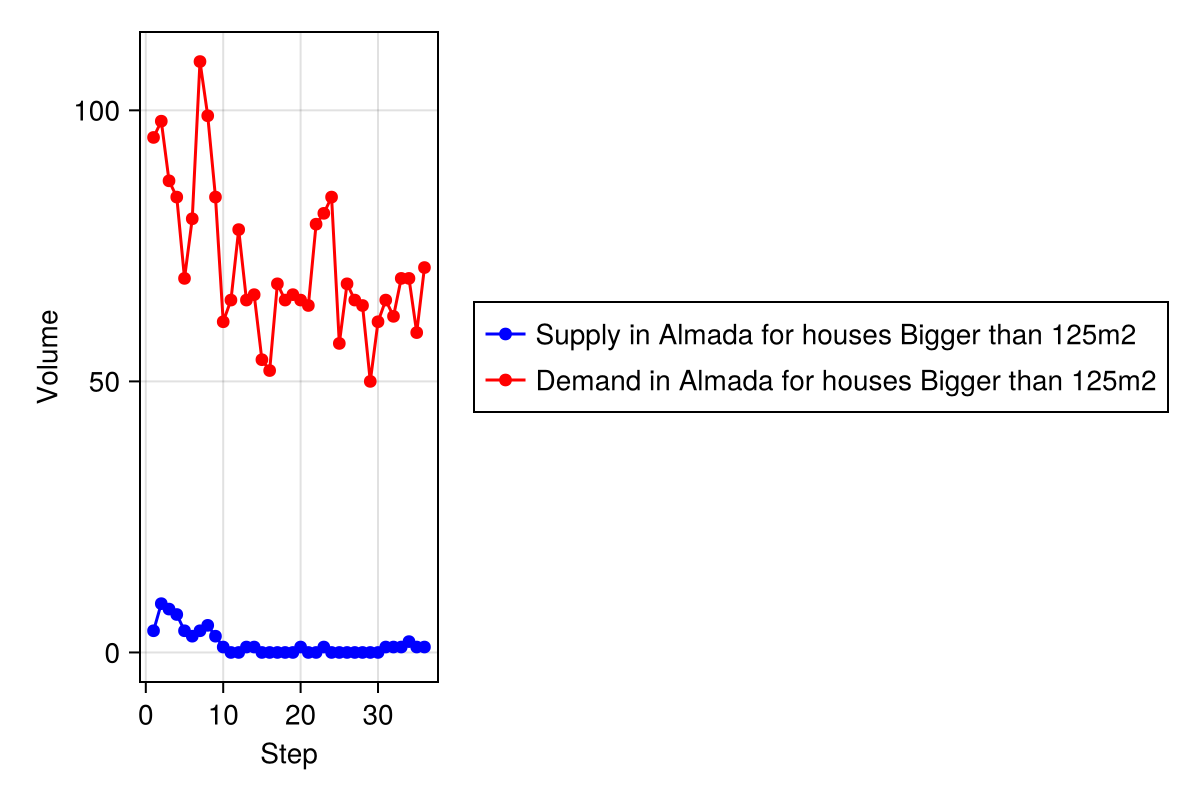 Volume
100
50
0
0 10 20 30
Step
Supply in Almada for houses Bigger than 125m2
Demand in Almada for houses Bigger than 125m2